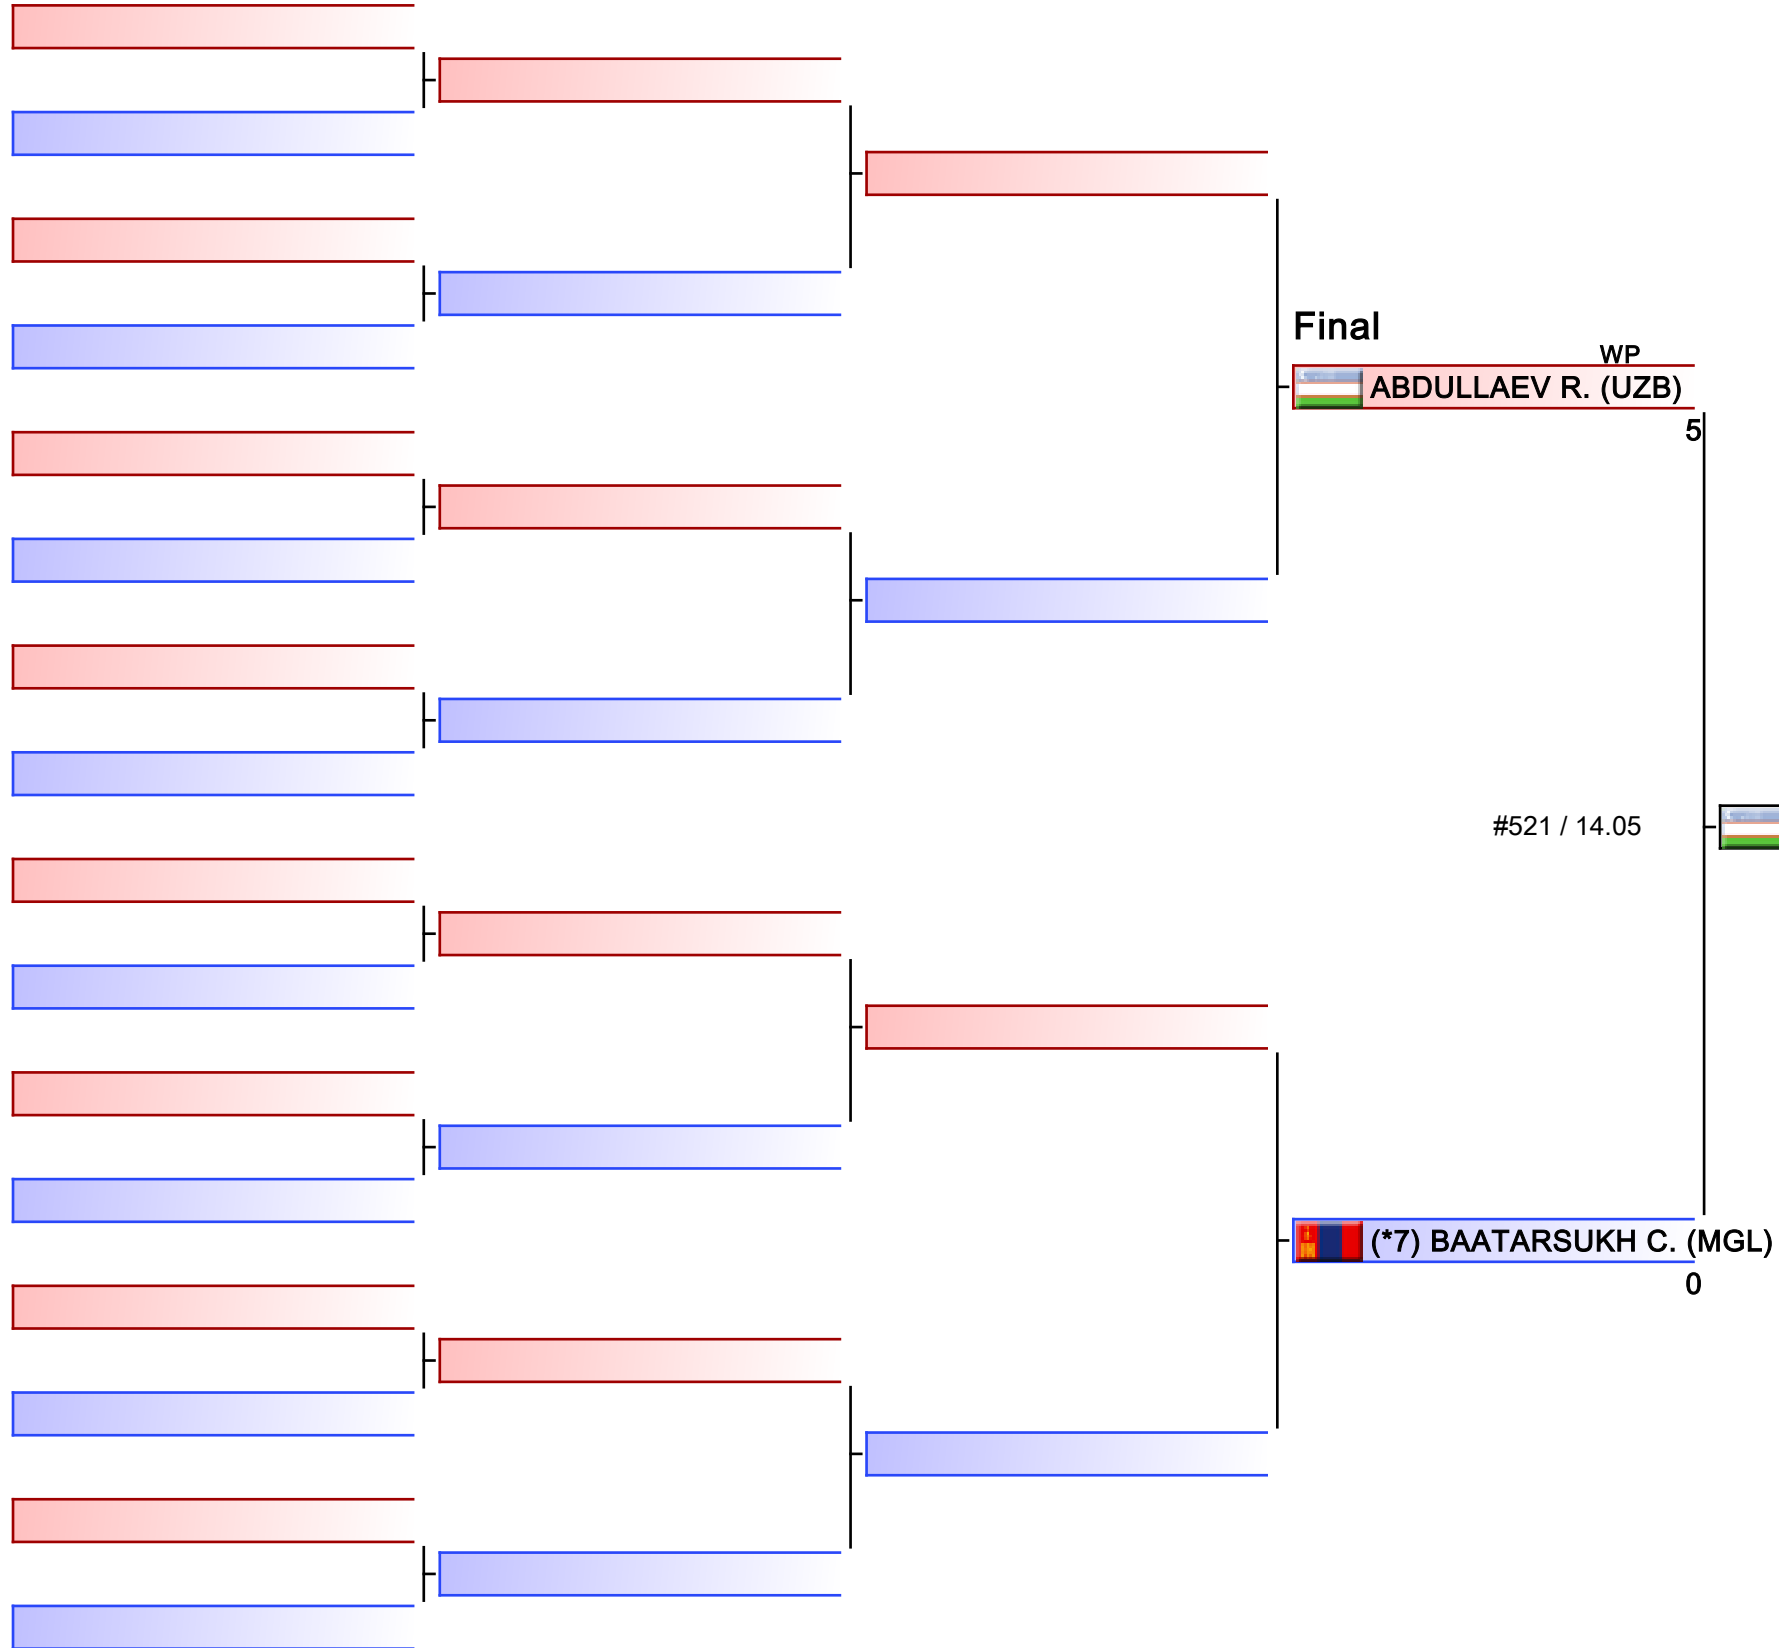 Final
WP
ABDULLAEV R. (UZB)
5
#521 / 14.05
(*7) BAATARSUKH C. (MGL)
0